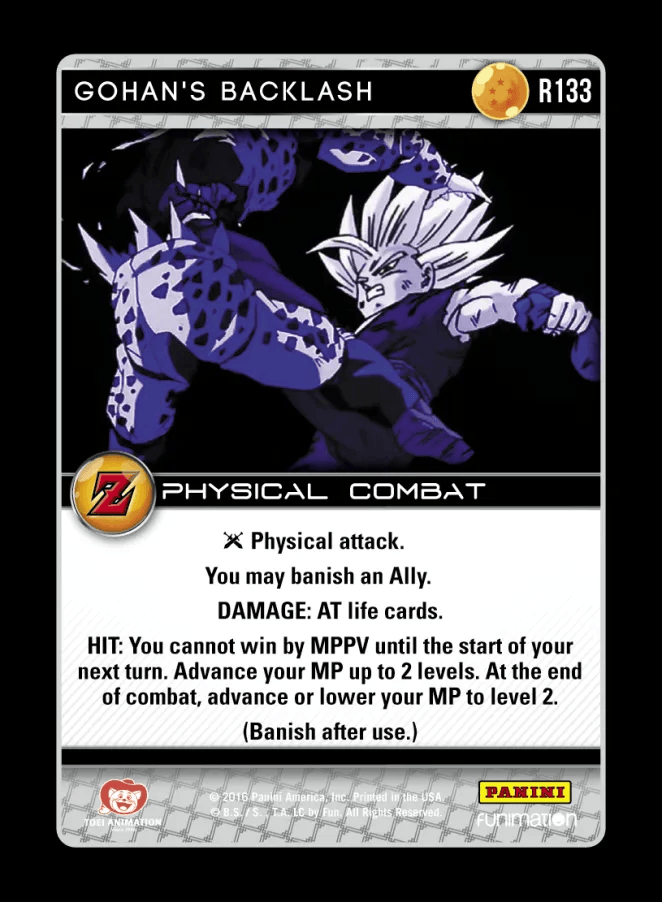 GOHAN'S BACKLASH
R133
Z
PHYSICAL COMBAT
Physical attack.
You may banish an Ally.
DAMAGE: AT life cards.
HIT: You cannot win by MPPV until the start of your
next turn. Advance your MP up to 2 levels. At the end
of combat, advance or lower your MP to level 2.
(Banish after use.)
TOEI ANIMATION
© 2016 Panini America, Inc. Printed in the USA.
© B.S. / S., T.A. LC by Fun. All Rights Reserved.
PANINI
FUNIMATION